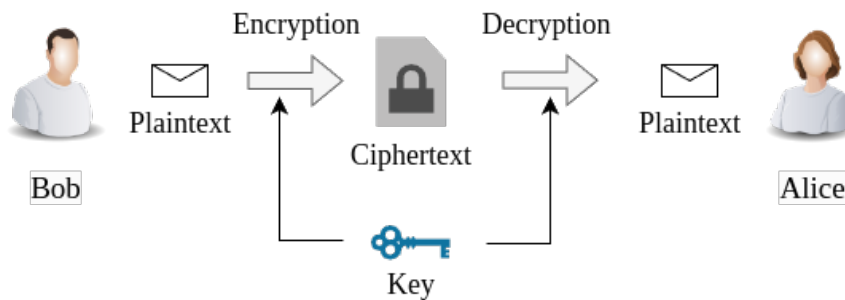 Encryption
Decryption
Plaintext
Plaintext
Ciphertext
Bob
Alice
Key